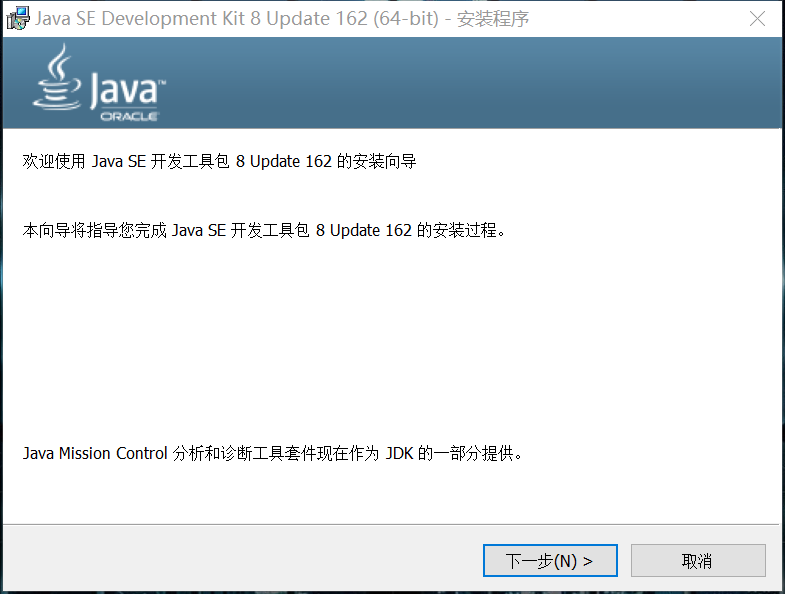 Java SE Development Kit 8 Update 162 (64-bit) - 安装程序
Java™
ORACLE
欢迎使用 Java SE 开发工具包 8 Update 162 的安装向导
本向导将指导您完成 Java SE 开发工具包 8 Update 162 的安装过程。
Java Mission Control 分析和诊断工具套件现在作为 JDK 的一部分提供。
下一步(N) >
取消